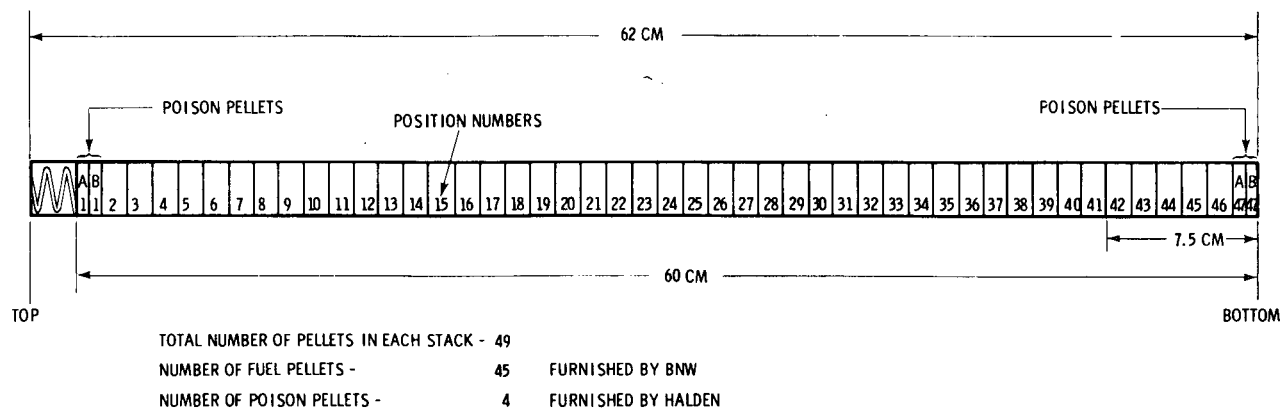 62 CM
POISON PELLETS
POISON PELLETS
POSITION NUMBERS
A B A B
1 1 2 3 4 5 6 7 8 9 10 11 12 13 14 15 16 17 18 19 20 21 22 23 24 25 26 27 28 29 30 31 32 33 34 35 36 37 38 39 40 41 42 43 44 45 46 47 47
7.5 CM
60 CM
TOP
BOTTOM
TOTAL NUMBER OF PELLETS IN EACH STACK - 49
NUMBER OF FUEL PELLETS - 45 FURNISHED BY BNW
NUMBER OF POISON PELLETS - 4 FURNISHED BY HALDEN